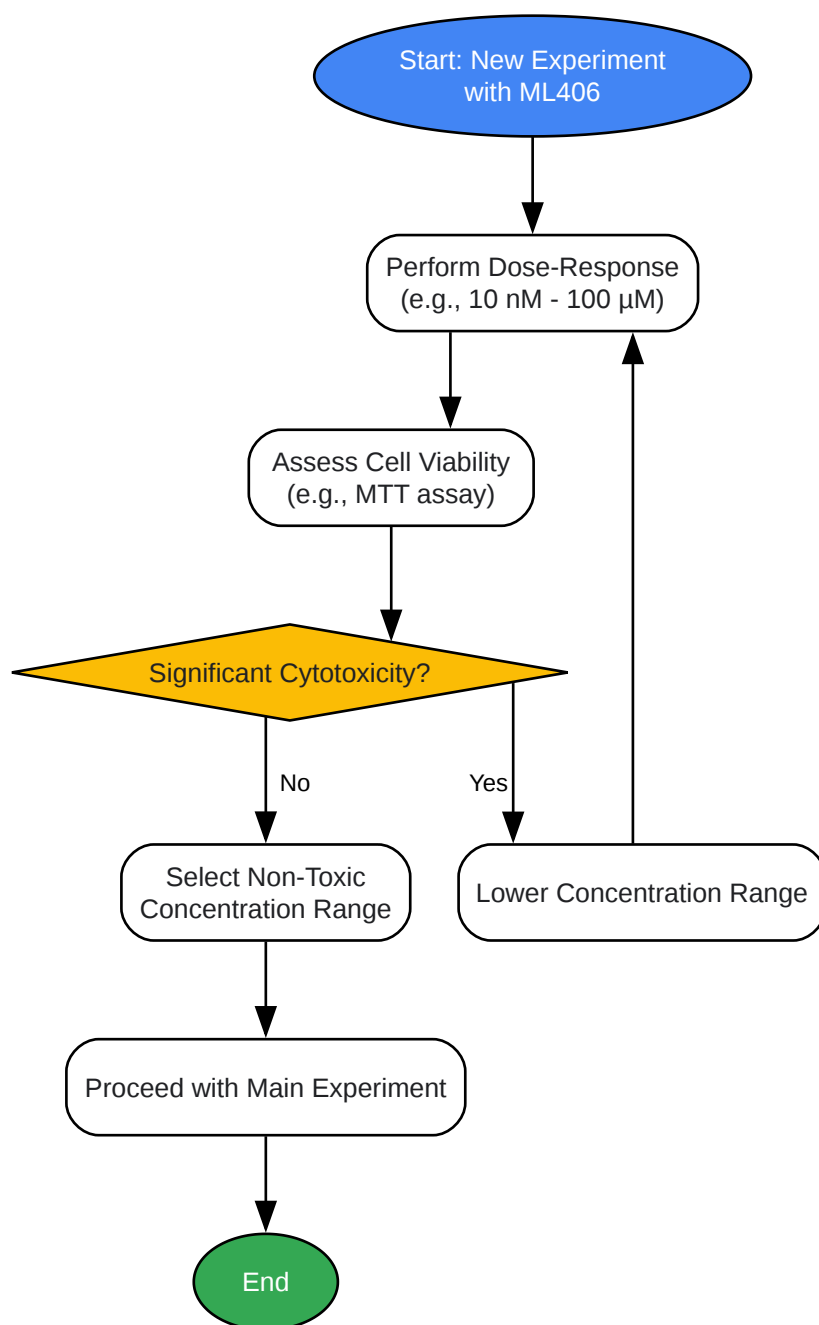 Start: New Experiment
with ML406
Perform Dose-Response
(e.g., 10 nM - 100 µM)
Assess Cell Viability
(e.g., MTT assay)
Significant Cytotoxicity?
No
Yes
Select Non-Toxic
Concentration Range
Lower Concentration Range
Proceed with Main Experiment
End